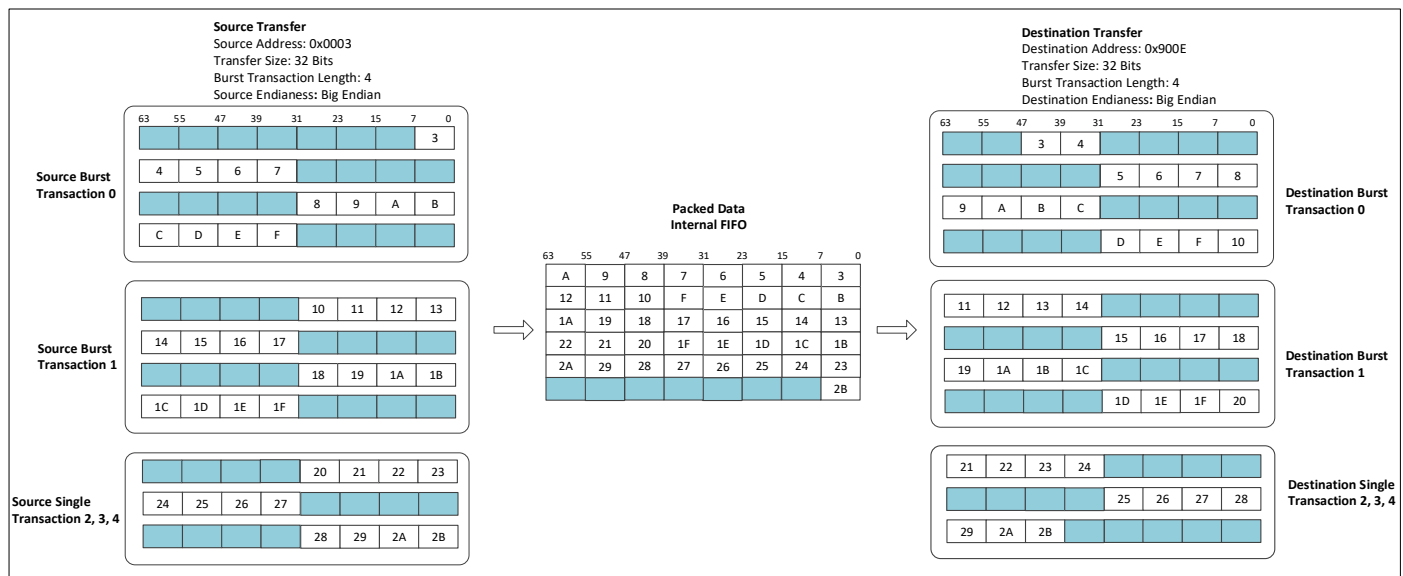 Source Transfer
Source Address: 0x0003
Transfer Size: 32 Bits
Burst Transaction Length: 4
Source Endianess: Big Endian
63 55 47 39 31 23 15 7 0
3
4 5 6 7
8 9 A B
C D E F
Source Burst
Transaction 0
10 11 12 13
14 15 16 17
18 19 1A 1B
1C 1D 1E 1F
Source Burst
Transaction 1
20 21 22 23
24 25 26 27
28 29 2A 2B
Source Single
Transaction 2, 3, 4
Packed Data
Internal FIFO
63 55 47 39 31 23 15 7 0
A 9 8 7 6 5 4 3
12 11 10 F E D C B
1A 19 18 17 16 15 14 13
22 21 20 1F 1E 1D 1C 1B
2A 29 28 27 26 25 24 23
2B
Destination Transfer
Destination Address: 0x900E
Transfer Size: 32 Bits
Burst Transaction Length: 4
Destination Endianess: Big Endian
63 55 47 39 31 23 15 7 0
3 4
5 6 7 8
9 A B C
D E F 10
Destination Burst
Transaction 0
11 12 13 14
15 16 17 18
19 1A 1B 1C
1D 1E 1F 20
Destination Burst
Transaction 1
21 22 23 24
25 26 27 28
29 2A 2B
Destination Single
Transaction 2, 3, 4